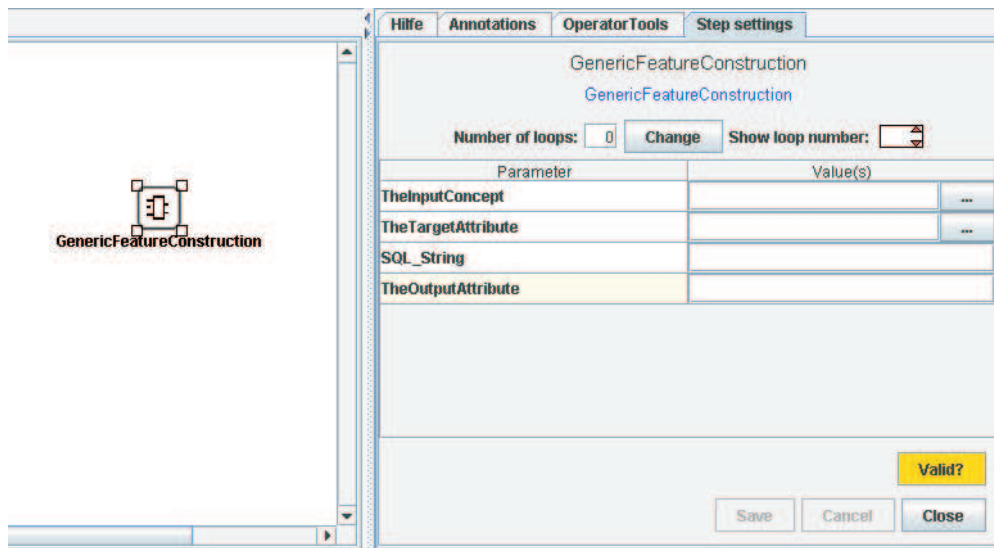 Hilfe Annotations OperatorTools Step settings
GenericFeatureConstruction
GenericFeatureConstruction
Number of loops: 0 Change Show loop number:
Parameter Value(s)
TheInputConcept ...
TheTargetAttribute ...
SQL_String
TheOutputAttribute
GenericFeatureConstruction
Valid?
Save Cancel Close